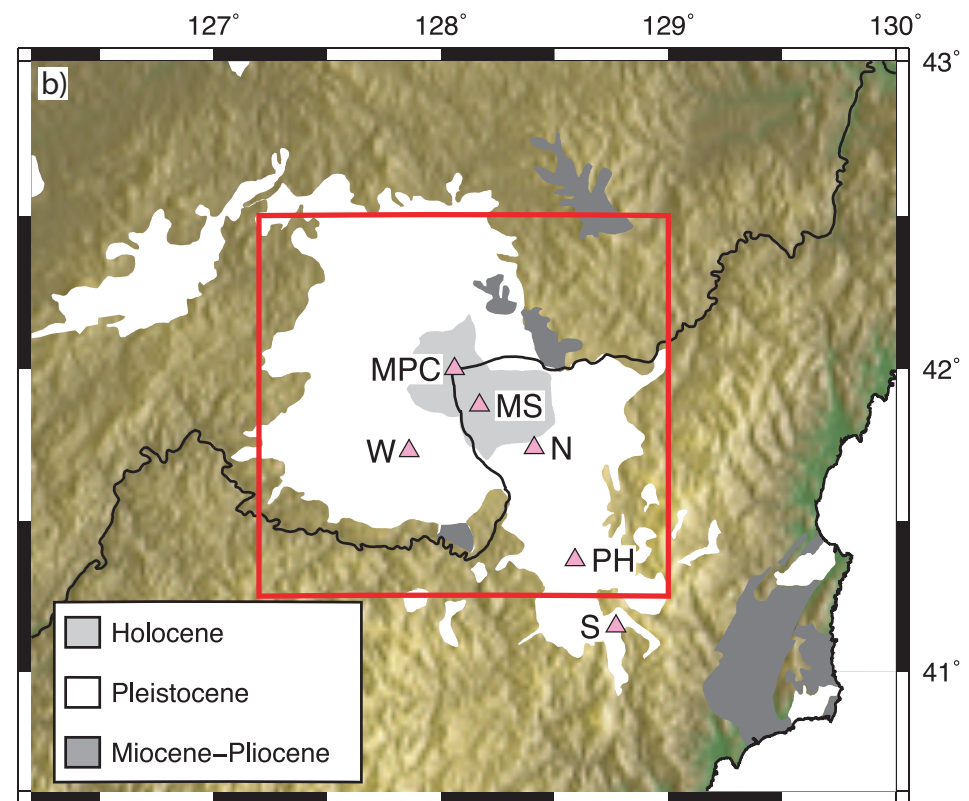 127° 128° 129° 130°
b)
43°
MPC
42°
MS
W
N
PH
S
41°
Holocene
Pleistocene
Miocene–Pliocene